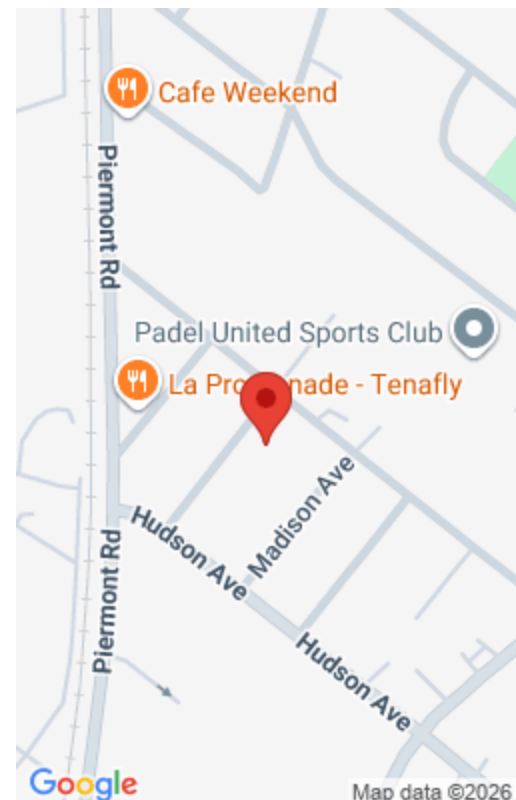 Cafe Weekend
Piermont Rd
Padel United Sports Club
La Pro nade - Tenafly
Madison Ave
Hudson Ave
Piermont Rd
Hudson Ave
Google
Map data ©2026